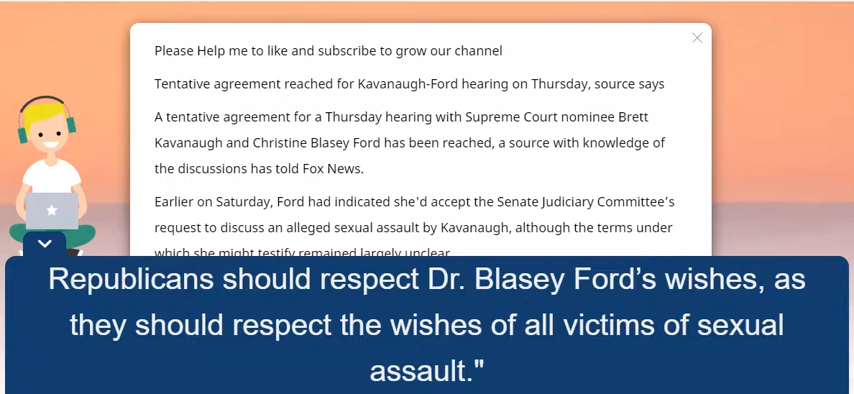 Please Help me to like and subscribe to grow our channel
Tentative agreement reached for Kavanaugh-Ford hearing on Thursday, source says
A tentative agreement for a Thursday hearing with Supreme Court nominee Brett
Kavanaugh and Christine Blasey Ford has been reached, a source with knowledge of
the discussions has told Fox News.
Earlier on Saturday, Ford had indicated she'd accept the Senate Judiciary Committee's
request to discuss an alleged sexual assault by Kavanaugh, although the terms under
which she might testify remained largely unclear
Republicans should respect Dr. Blasey Ford’s wishes, as
they should respect the wishes of all victims of sexual
assault."